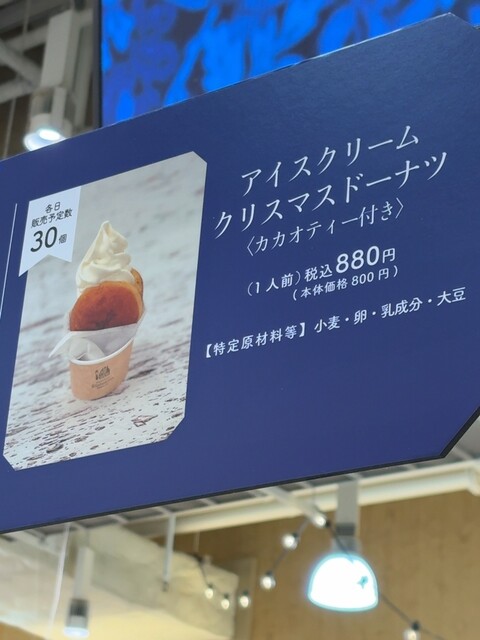 各日
販売予定数
30個
アイスクリーム
クリスマスドーナツ
〈カカオティー付き〉
(1人前)税込880円
(本体価格800円)
【特定原材料等】小麦・卵・乳成分・大豆